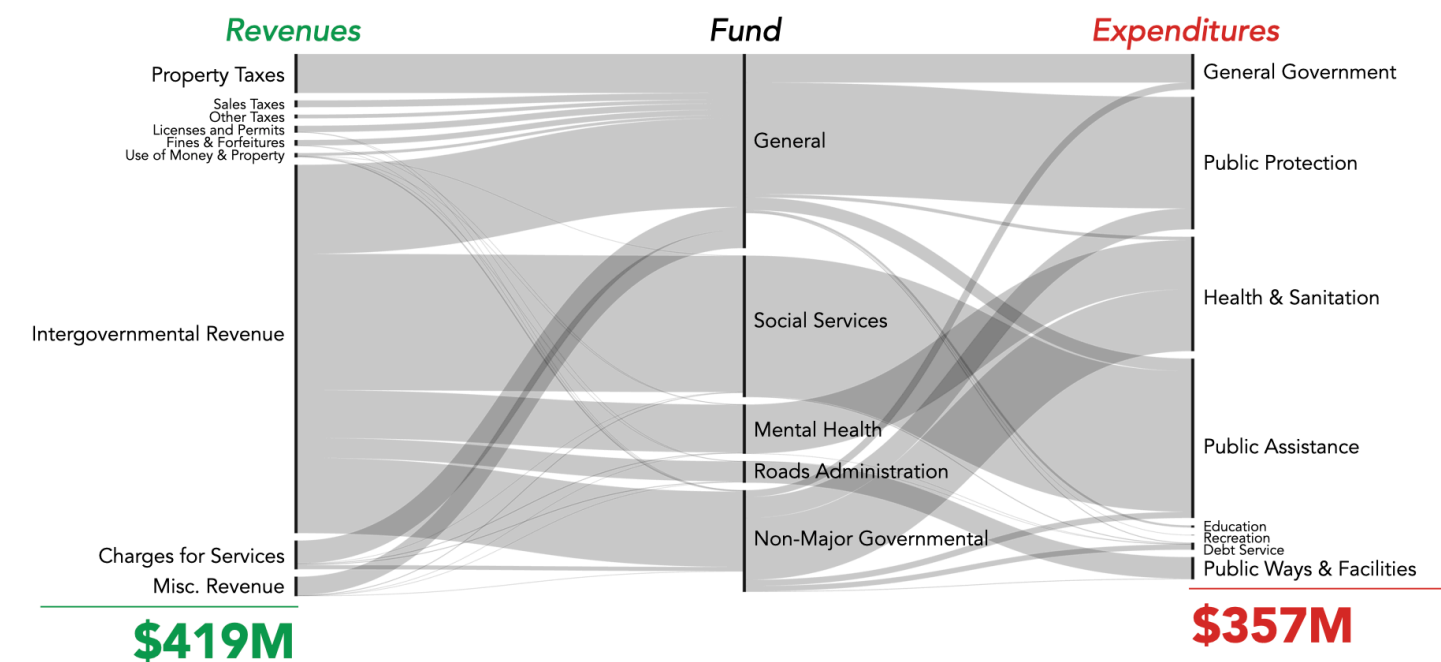 Revenues
Fund
Expenditures
Property Taxes
Sales Taxes
Other Taxes
Licenses and Permits
Fines & Forfeitures
Use of Money & Property
Intergovernmental Revenue
Charges for Services
Misc. Revenue
$419M
General
Social Services
Mental Health
Roads Administration
Non-Major Governmental
General Government
Public Protection
Health & Sanitation
Public Assistance
Education
Recreation
Debt Service
Public Ways & Facilities
$357M